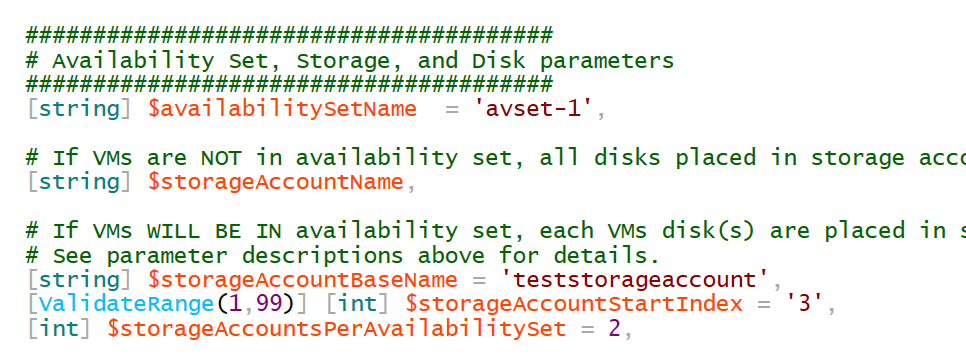 #######################################
# Availability Set, Storage, and Disk parameters
#######################################
[string] $availabilitySetName  = 'avset-1',
# If VMs are NOT in availability set, all disks placed in storage
[string] $storageAccountName,
# If VMs WILL BE IN availability set, each VMs disk(s) are placed in
# See parameter descriptions above for details.
[string] $storageAccountBaseName = 'teststorageaccount',
[ValidateRange(1,99)] [int] $storageAccountStartIndex = '3',
[int] $storageAccountsPerAvailabilitySet = 2,